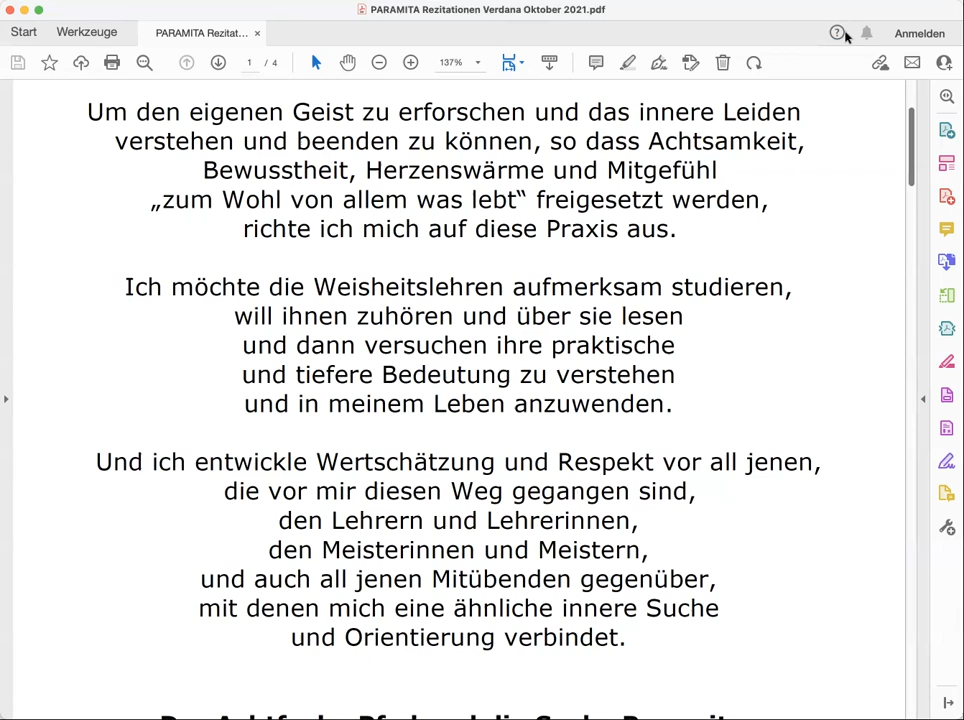 PARAMITA Rezitationen Verdana Oktober 2021.pdf
Start Werkzeuge PARAMITA Rezitat... × Anmelden
1 / 4 137%
Um den eigenen Geist zu erforschen und das innere Leiden
verstehen und beenden zu können, so dass Achtsamkeit,
Bewusstheit, Herzenswärme und Mitgefühl
„zum Wohl von allem was lebt“ freigesetzt werden,
richte ich mich auf diese Praxis aus.
Ich möchte die Weisheitslehren aufmerksam studieren,
will ihnen zuhören und über sie lesen
und dann versuchen ihre praktische
und tiefere Bedeutung zu verstehen
und in meinem Leben anzuwenden.
Und ich entwickle Wertschätzung und Respekt vor all jenen,
die vor mir diesen Weg gegangen sind,
den Lehrern und Lehrerinnen,
den Meisterinnen und Meistern,
und auch all jenen Mitübenden gegenüber,
mit denen mich eine ähnliche innere Suche
und Orientierung verbindet.